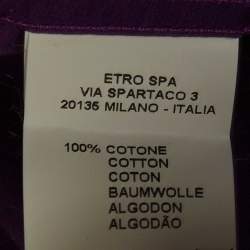 ETRO SPA
VIA SPARTACO 3
20135 MILANO - ITALIA
100% COTONE
COTTON
COTON
BAUMWOLLE
ALGODON
ALGODÃO